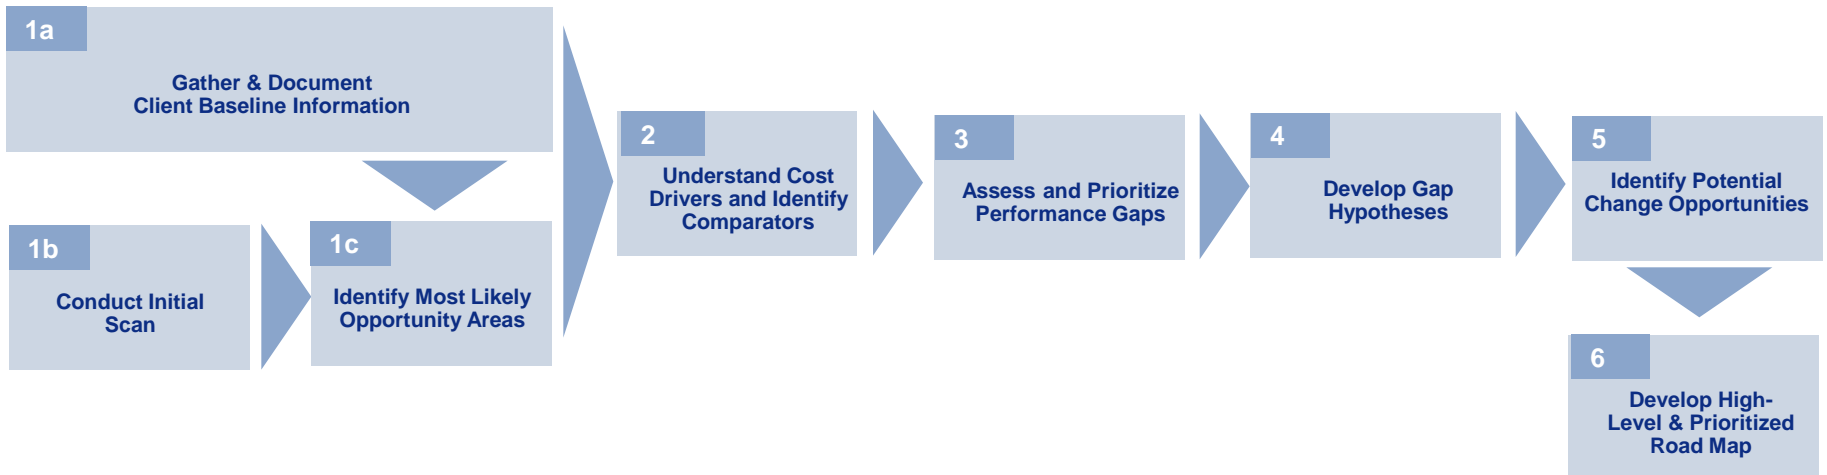 1a
Gather & Document
Client Baseline Information
1b
Conduct Initial
Scan
1c
Identify Most Likely
Opportunity Areas
2
Understand Cost
Drivers and Identify
Comparators
3
Assess and Prioritize
Performance Gaps
4
Develop Gap
Hypotheses
5
Identify Potential
Change Opportunities
6
Develop High-
Level & Prioritized
Road Map